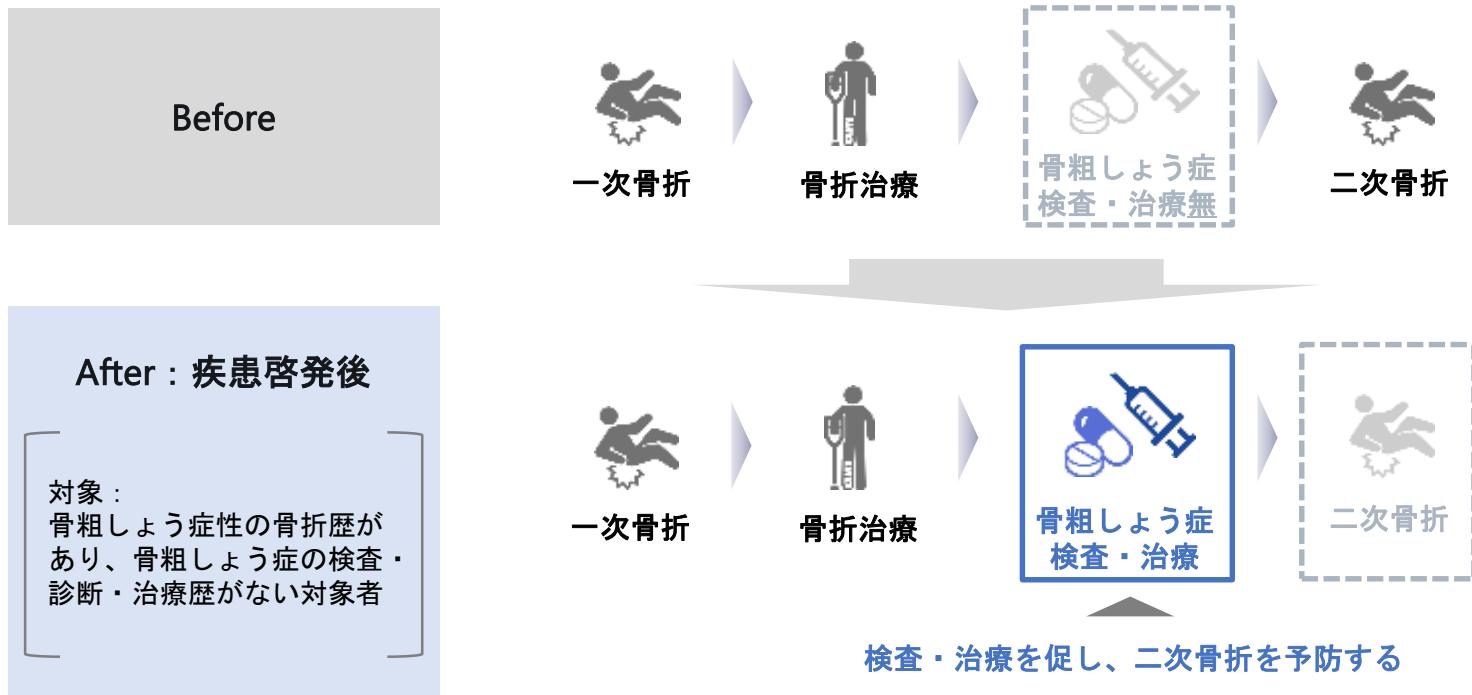 Before
一次骨折
骨折治療
骨粗しょう症
検査・治療無
二次骨折
After：疾患啓発後
対象：
骨粗しょう症性の骨折歴が
あり、骨粗しょう症の検査・
診断・治療歴がない対象者
一次骨折
骨折治療
骨粗しょう症
検査・治療
二次骨折
検査・治療を促し、二次骨折を予防する